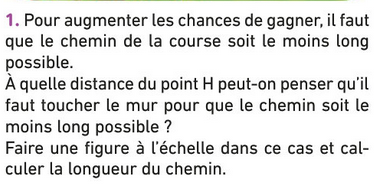 1. Pour augmenter les chances de gagner, il faut
que le chemin de la course soit le moins long
possible.
À quelle distance du point H peut-on penser qu'il
faut toucher le mur pour que le chemin soit le
moins long possible ?
Faire une figure à l'échelle dans ce cas et cal-
culer la longueur du chemin.